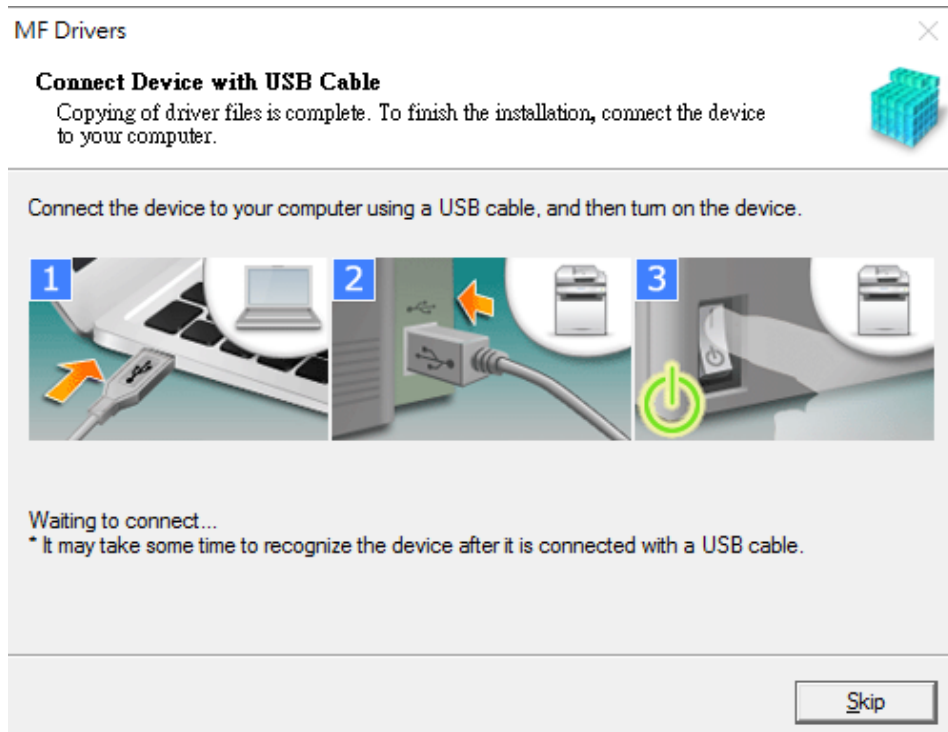 MF Drivers
Connect Device with USB Cable
Copying of driver files is complete. To finish the installation, connect the device
to your computer.
Connect the device to your computer using a USB cable, and then turn on the device.
1
2
3
Waiting to connect...
* It may take some time to recognize the device after it is connected with a USB cable.
Skip